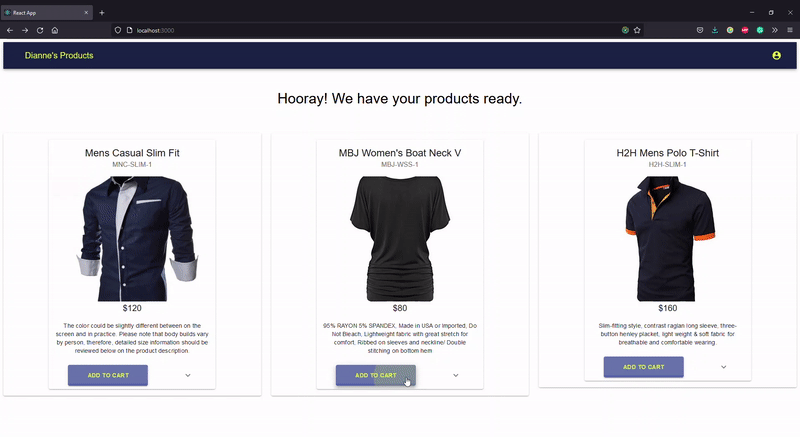 React App
localhost:3000
Dianne's Products
Hooray! We have your products ready.
Mens Casual Slim Fit
MNC-SLIM-1
$120
The color could be slightly different between on the
screen and in practice. Please note that body builds vary
by person, therefore, detailed size information should be
reviewed below on the product description.
ADD TO CART
MBJ Women's Boat Neck V
MBJ-WSS-1
$80
95% RAYON 5% SPANDEX, Made in USA or Imported, Do
Not Bleach, Lightweight fabric with great stretch for
comfort, Ribbed on sleeves and neckline/ Double
stitching on bottom hem
ADD TO CART
H2H Mens Polo T-Shirt
H2H-SLIM-1
$160
Slim-fitting style, contrast raglan long sleeve, three-
button henley placket, light weight & soft fabric for
breathable and comfortable wearing.
ADD TO CART